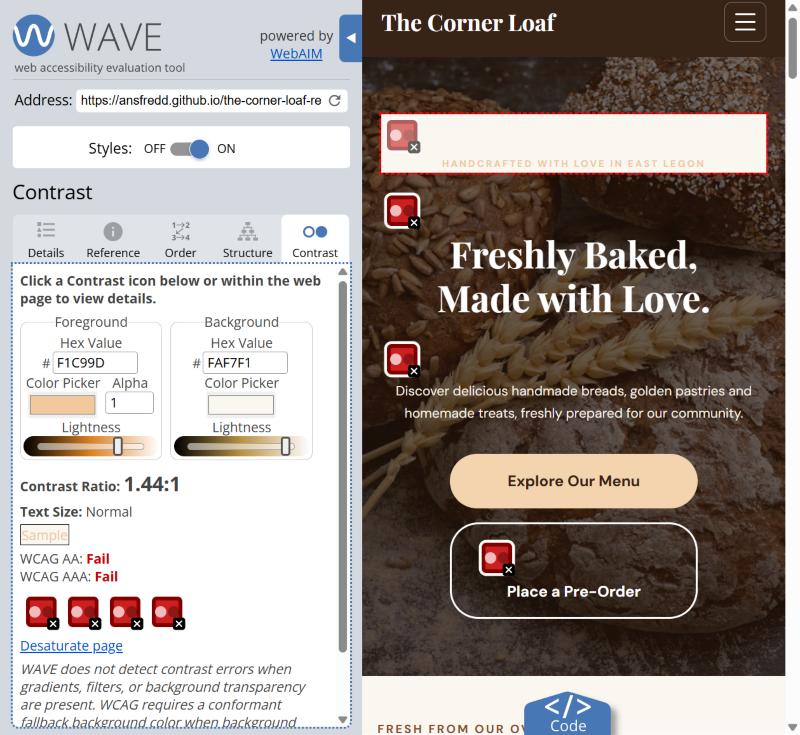 WAVE
powered by
WebAIM
web accessibility evaluation tool
Address: https://ansfredd.github.io/the-corner-loaf-re
Styles: OFF ON
Contrast
Details Reference Order Structure Contrast
Click a Contrast icon below or within the web
page to view details.
Foreground
Hex Value
# F1C99D
Color Picker Alpha
1
Lightness
Background
Hex Value
# FAF7F1
Color Picker
Lightness
Contrast Ratio: 1.44:1
Text Size: Normal
Sample
WCAG AA: Fail
WCAG AAA: Fail
Desaturate page
WAVE does not detect contrast errors when
gradients, filters, or background transparency
are present. WCAG requires a conformant
fallback background color when background
The Corner Loaf
HANDCRAFTED WITH LOVE IN EAST LEGON
Freshly Baked,
Made with Love.
Discover delicious handmade breads, golden pastries and
homemade treats, freshly prepared for our community.
Explore Our Menu
Place a Pre-Order
FRESH FROM OUR
</> Code